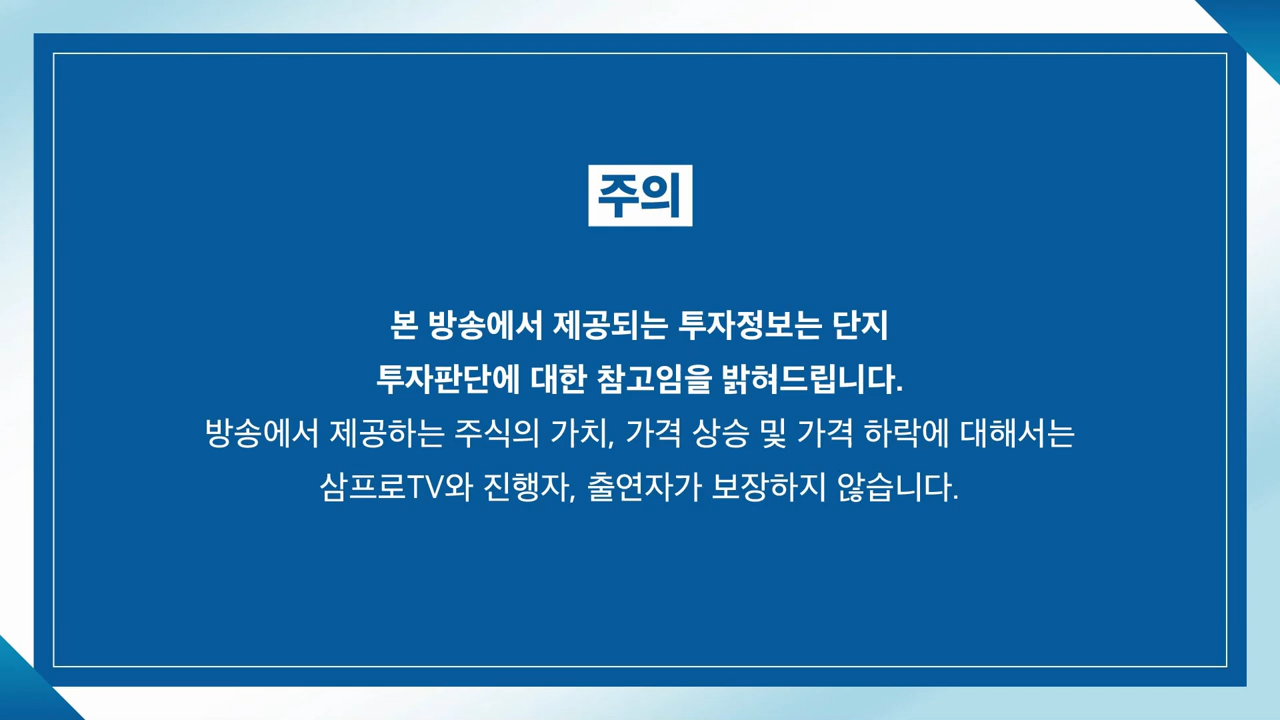 주의
본 방송에서 제공되는 투자정보는 단지
투자판단에 대한 참고임을 밝혀드립니다.
방송에서 제공하는 주식의 가치, 가격 상승 및 가격 하락에 대해서는
삼프로TV와 진행자, 출연자가 보장하지 않습니다.